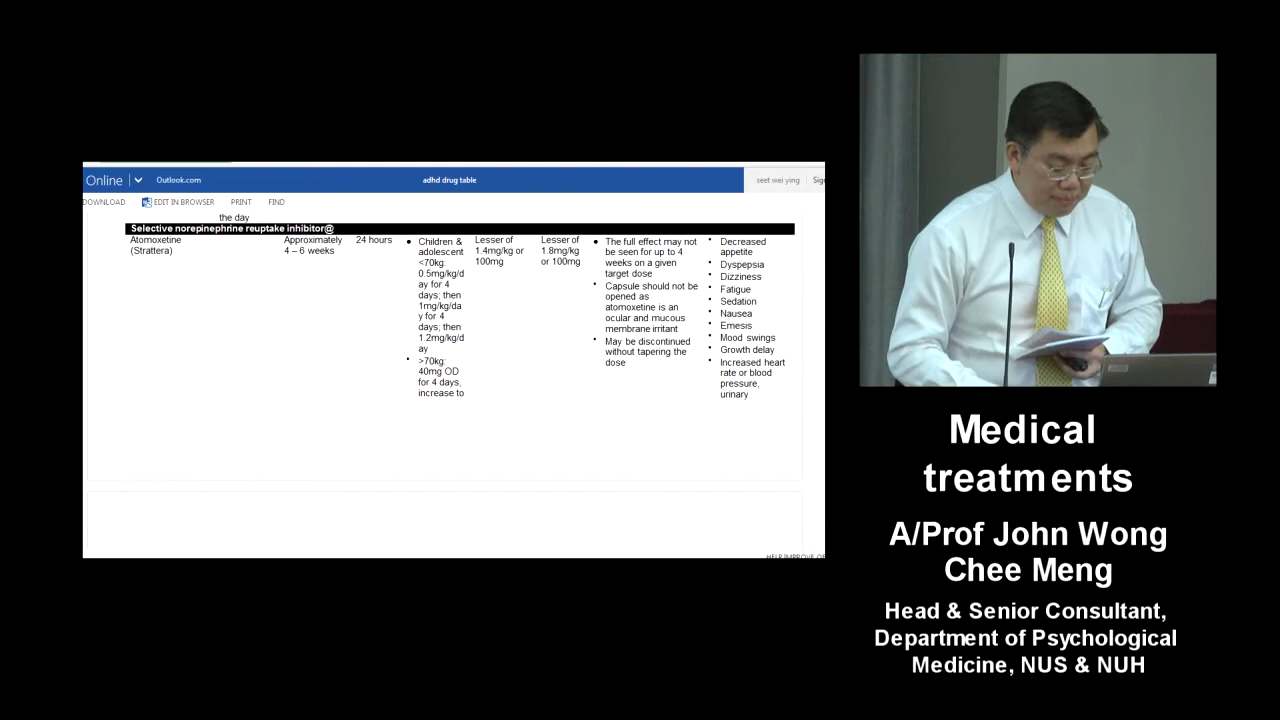 Online
Outlook.com
adhd drug table
seet wei ying
DOWNLOAD
EDIT IN BROWSER
PRINT
FIND
the day
Selective norepinephrine reuptake inhibitor@
Atomoxetine
(Strattera)
Approximately
4 – 6 weeks
24 hours
• Children &
adolescent
<70kg:
0.5mg/kg/d
ay for 4
days; then
1mg/kg/da
y for 4
days; then
1.2mg/kg/d
ay
• >70kg:
40mg OD
for 4 days,
increase to
Lesser of
1.4mg/kg or
100mg
Lesser of
1.8mg/kg
or 100mg
• The full effect may not
be seen for up to 4
weeks on a given
target dose
• Capsule should not be
opened as
atomoxetine is an
ocular and mucous
membrane irritant
• May be discontinued
without tapering the
dose
• Decreased
appetite
• Dyspepsia
• Dizziness
• Fatigue
• Sedation
• Nausea
• Emesis
• Mood swings
• Growth delay
• Increased heart
rate or blood
pressure,
urinary
Medical
treatments
A/Prof John Wong
Chee Meng
Head & Senior Consultant,
Department of Psychological
Medicine, NUS & NUH